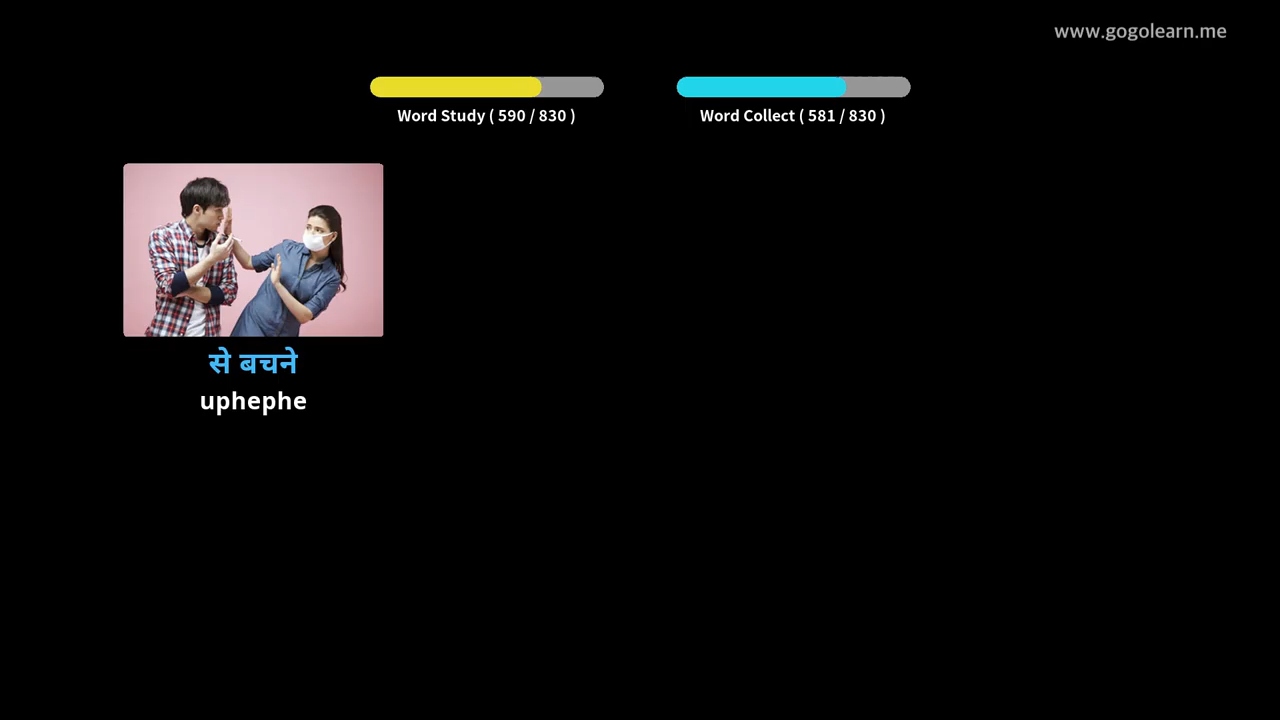 www.gogolearn.me
Word Study ( 590 / 830 )
Word Collect ( 581 / 830 )
से बचने
uphephe